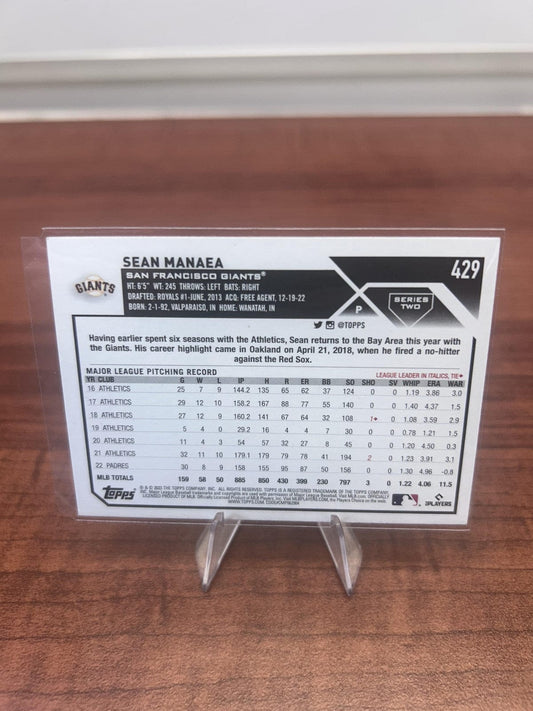 SEAN MANAEA
SAN FRANCISCO GIANTS®
429
GIANTS
HT: 6'5" WT: 245 THROWS: LEFT BATS: RIGHT
DRAFTED: ROYALS #1-JUNE, 2013 ACQ: FREE AGENT, 12-19-22
BORN: 2-1-92, VALPARAISO, IN HOME: WANATAH, IN
P
SERIES
TWO
@TOPPS
Having earlier spent six seasons with the Athletics, Sean returns to the Bay Area this year with
the Giants. His career highlight came in Oakland on April 21, 2018, when he fired a no-hitter
against the Red Sox.
MAJOR LEAGUE PITCHING RECORD LEAGUE LEADER IN ITALICS, TIE♦
YR CLUB G W L IP H R ER BB SO SHO SV WHIP ERA WAR
16 ATHLETICS 25 7 9 144.2 135 65 62 37 124 0 0 1.19 3.86 3.0
17 ATHLETICS 29 12 10 158.2 167 88 77 55 140 0 0 1.40 4.37 1.5
18 ATHLETICS 27 12 9 160.2 141 67 64 32 108 1♦ 0 1.08 3.59 2.9
19 ATHLETICS 5 4 0 29.2 16 4 4 7 30 0 0 0.78 1.21 1.5
20 ATHLETICS 11 4 3 54 57 32 27 8 45 0 0 1.20 4.50 0.3
21 ATHLETICS 32 11 10 179.1 179 78 78 41 194 2 0 1.23 3.91 3.1
22 PADRES 30 8 9 158 155 95 87 50 156 0 0 1.30 4.96 -0.8
MLB TOTALS 159 58 50 885 850 430 399 230 797 3 0 1.22 4.06 11.5
Topps